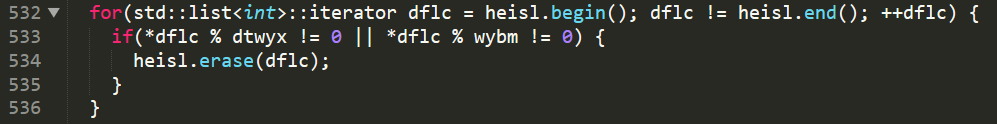 532 ▼ for(std::list<int>::iterator dflc = heisl.begin(); dflc != heisl.end(); ++dflc) {
533 if(*dflc % dtwyx != 0 || *dflc % wybm != 0) {
534 heisl.erase(dflc);
535 }
536 }